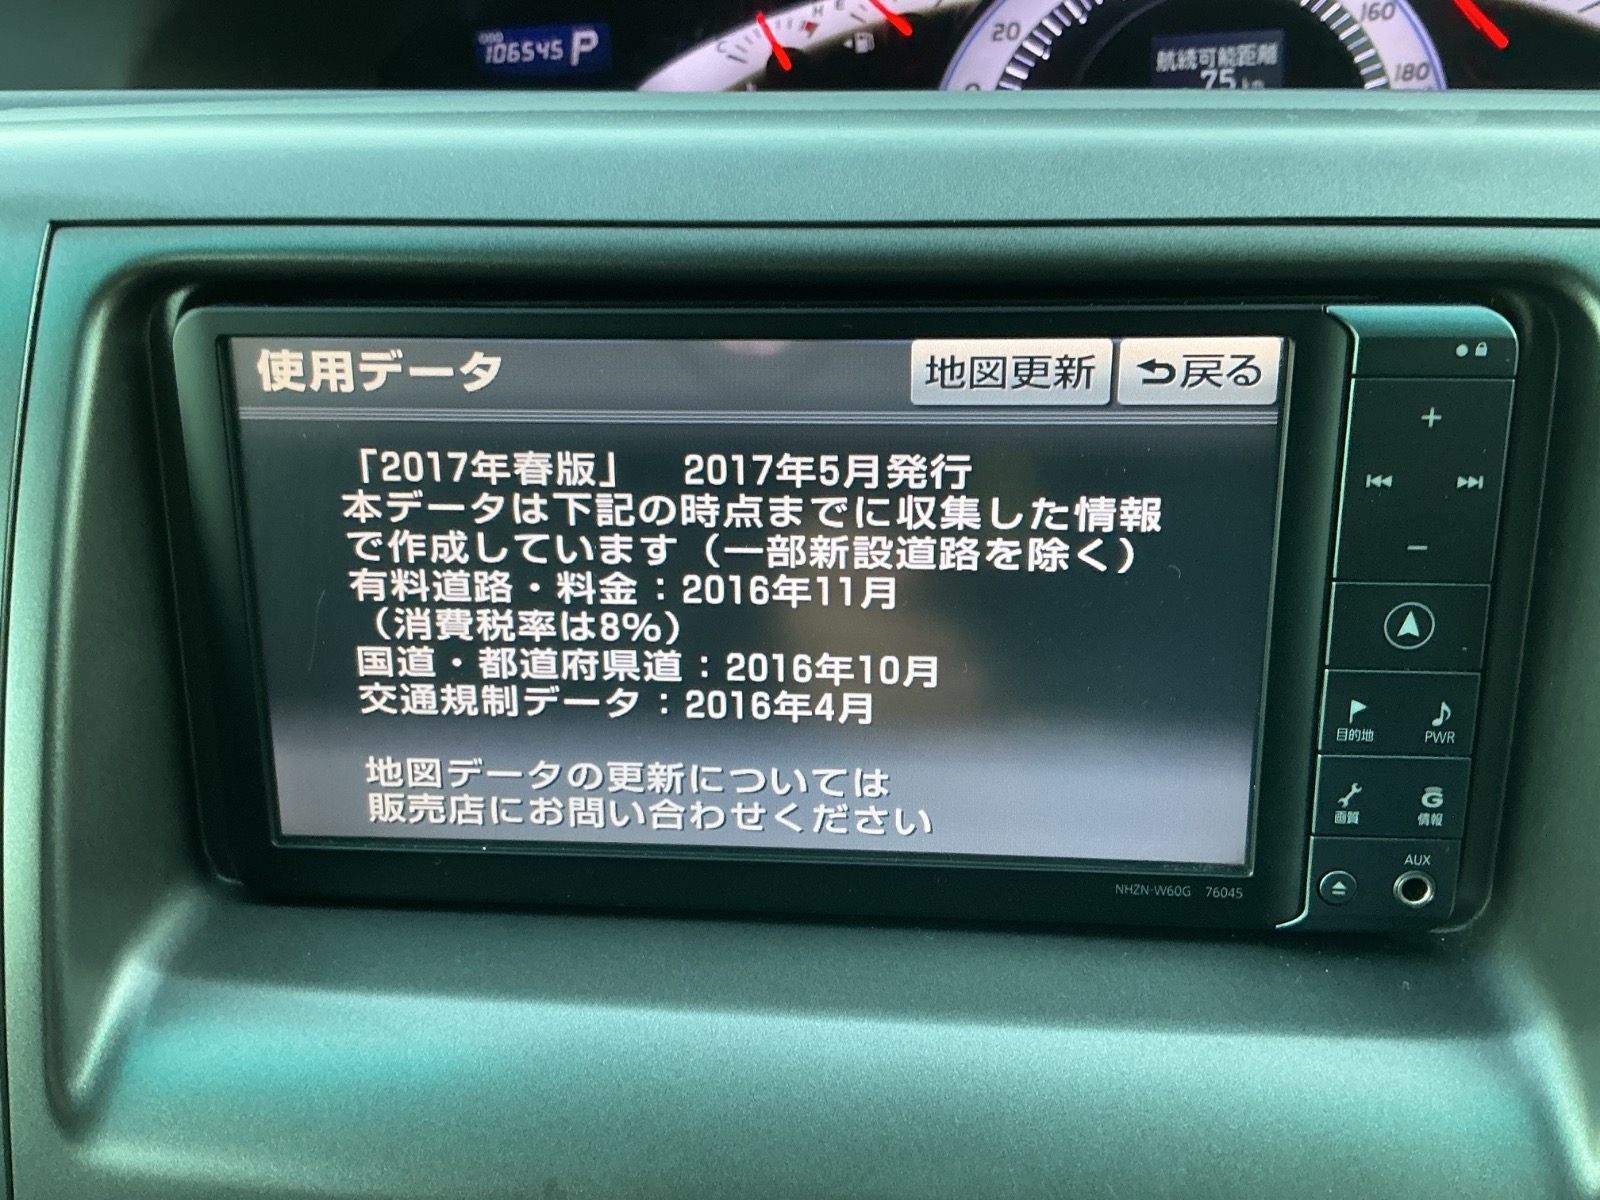 ODO
106545 P
C
H
E
20
0
160
180
航続可能距離
75 km
使用データ
地図更新
戻る
「2017年春版」 2017年5月発行
本データは下記の時点までに収集した情報
で作成しています（一部新設道路を除く）
有料道路・料金：2016年11月
（消費税率は8%）
国道・都道府県道：2016年10月
交通規制データ：2016年4月
地図データの更新については
販売店にお問い合わせください
NHZN-W60G 76045
+
−
目的地
PWR
画質
G
情報
AUX